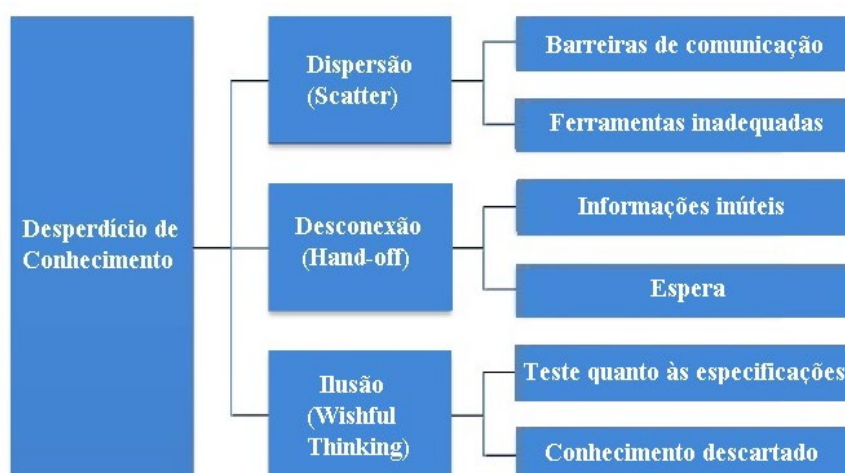 Desperdício de
Conhecimento
Dispersão
(Scatter)
Barreiras de comunicação
Ferramentas inadequadas
Desconexão
(Hand-off)
Informações inúteis
Espera
Ilusão
(Wishful
Thinking)
Teste quanto às especificações
Conhecimento descartado